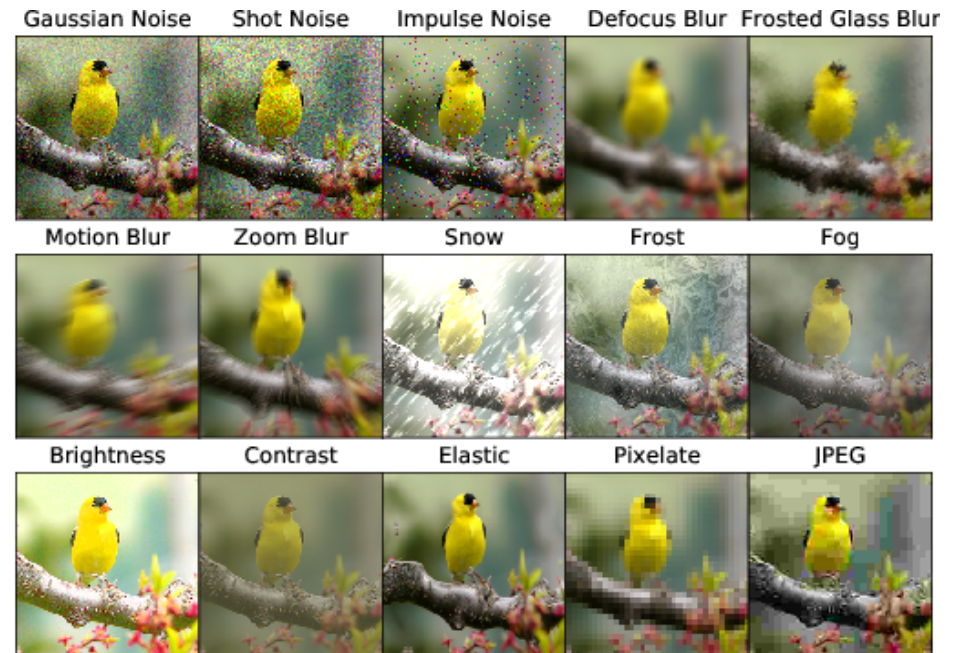 Gaussian Noise Shot Noise Impulse Noise Defocus Blur Frosted Glass Blur
Motion Blur Zoom Blur Snow Frost Fog
Brightness Contrast Elastic Pixelate JPEG